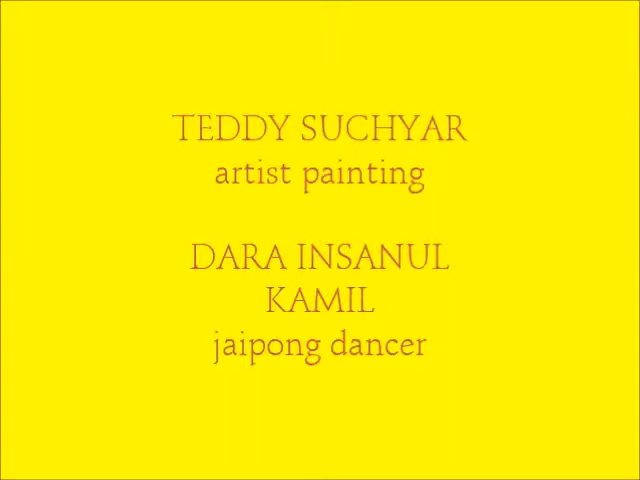 TEDDY SUCHYAR
artist painting
DARA INSANUL
KAMIL
jaipong dancer